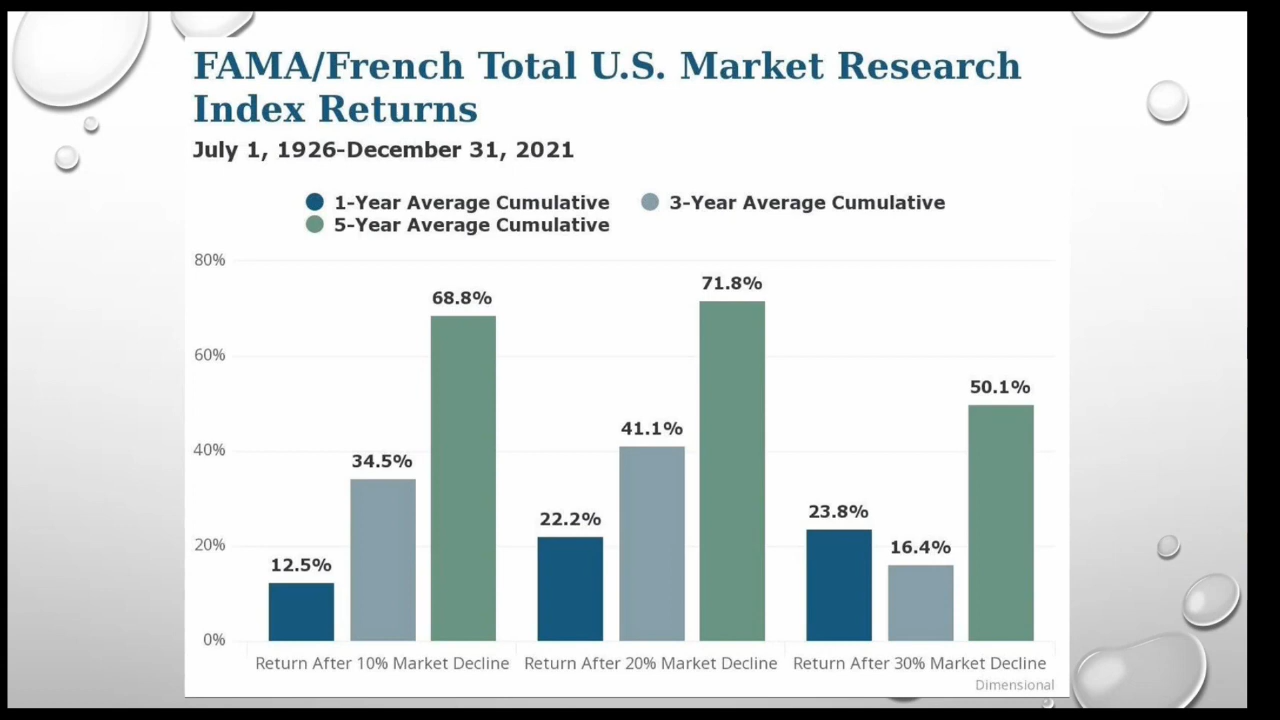 FAMA/French Total U.S. Market Research
Index Returns
July 1, 1926-December 31, 2021
1-Year Average Cumulative
3-Year Average Cumulative
5-Year Average Cumulative
80%
60%
40%
20%
0%
12.5%
34.5%
68.8%
22.2%
41.1%
71.8%
23.8%
16.4%
50.1%
Return After 10% Market Decline
Return After 20% Market Decline
Return After 30% Market Decline
Dimensional